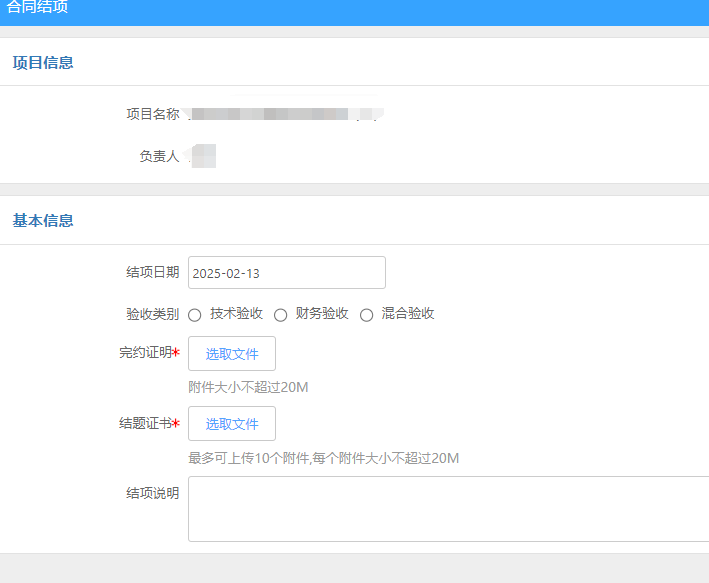 合同结项
项目信息
项目名称
负责人
基本信息
结项日期 2025-02-13
验收类别 技术验收 财务验收 混合验收
完约证明* 选取文件
附件大小不超过20M
结题证书* 选取文件
最多可上传10个附件,每个附件大小不超过20M
结项说明